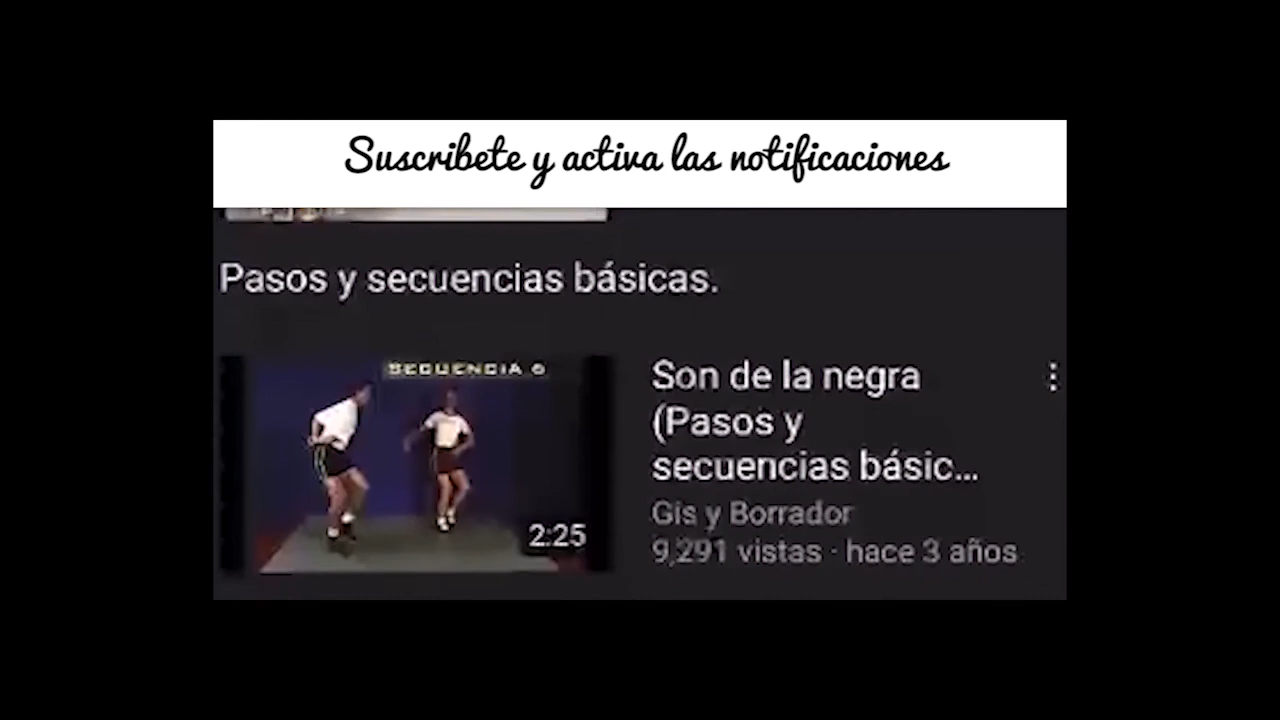 Suscribete y activa las notificaciones
Pasos y secuencias básicas.
SECUENCIA 6
2:25
Son de la negra
(Pasos y
secuencias básic...
Gis y Borrador
9,291 vistas · hace 3 años